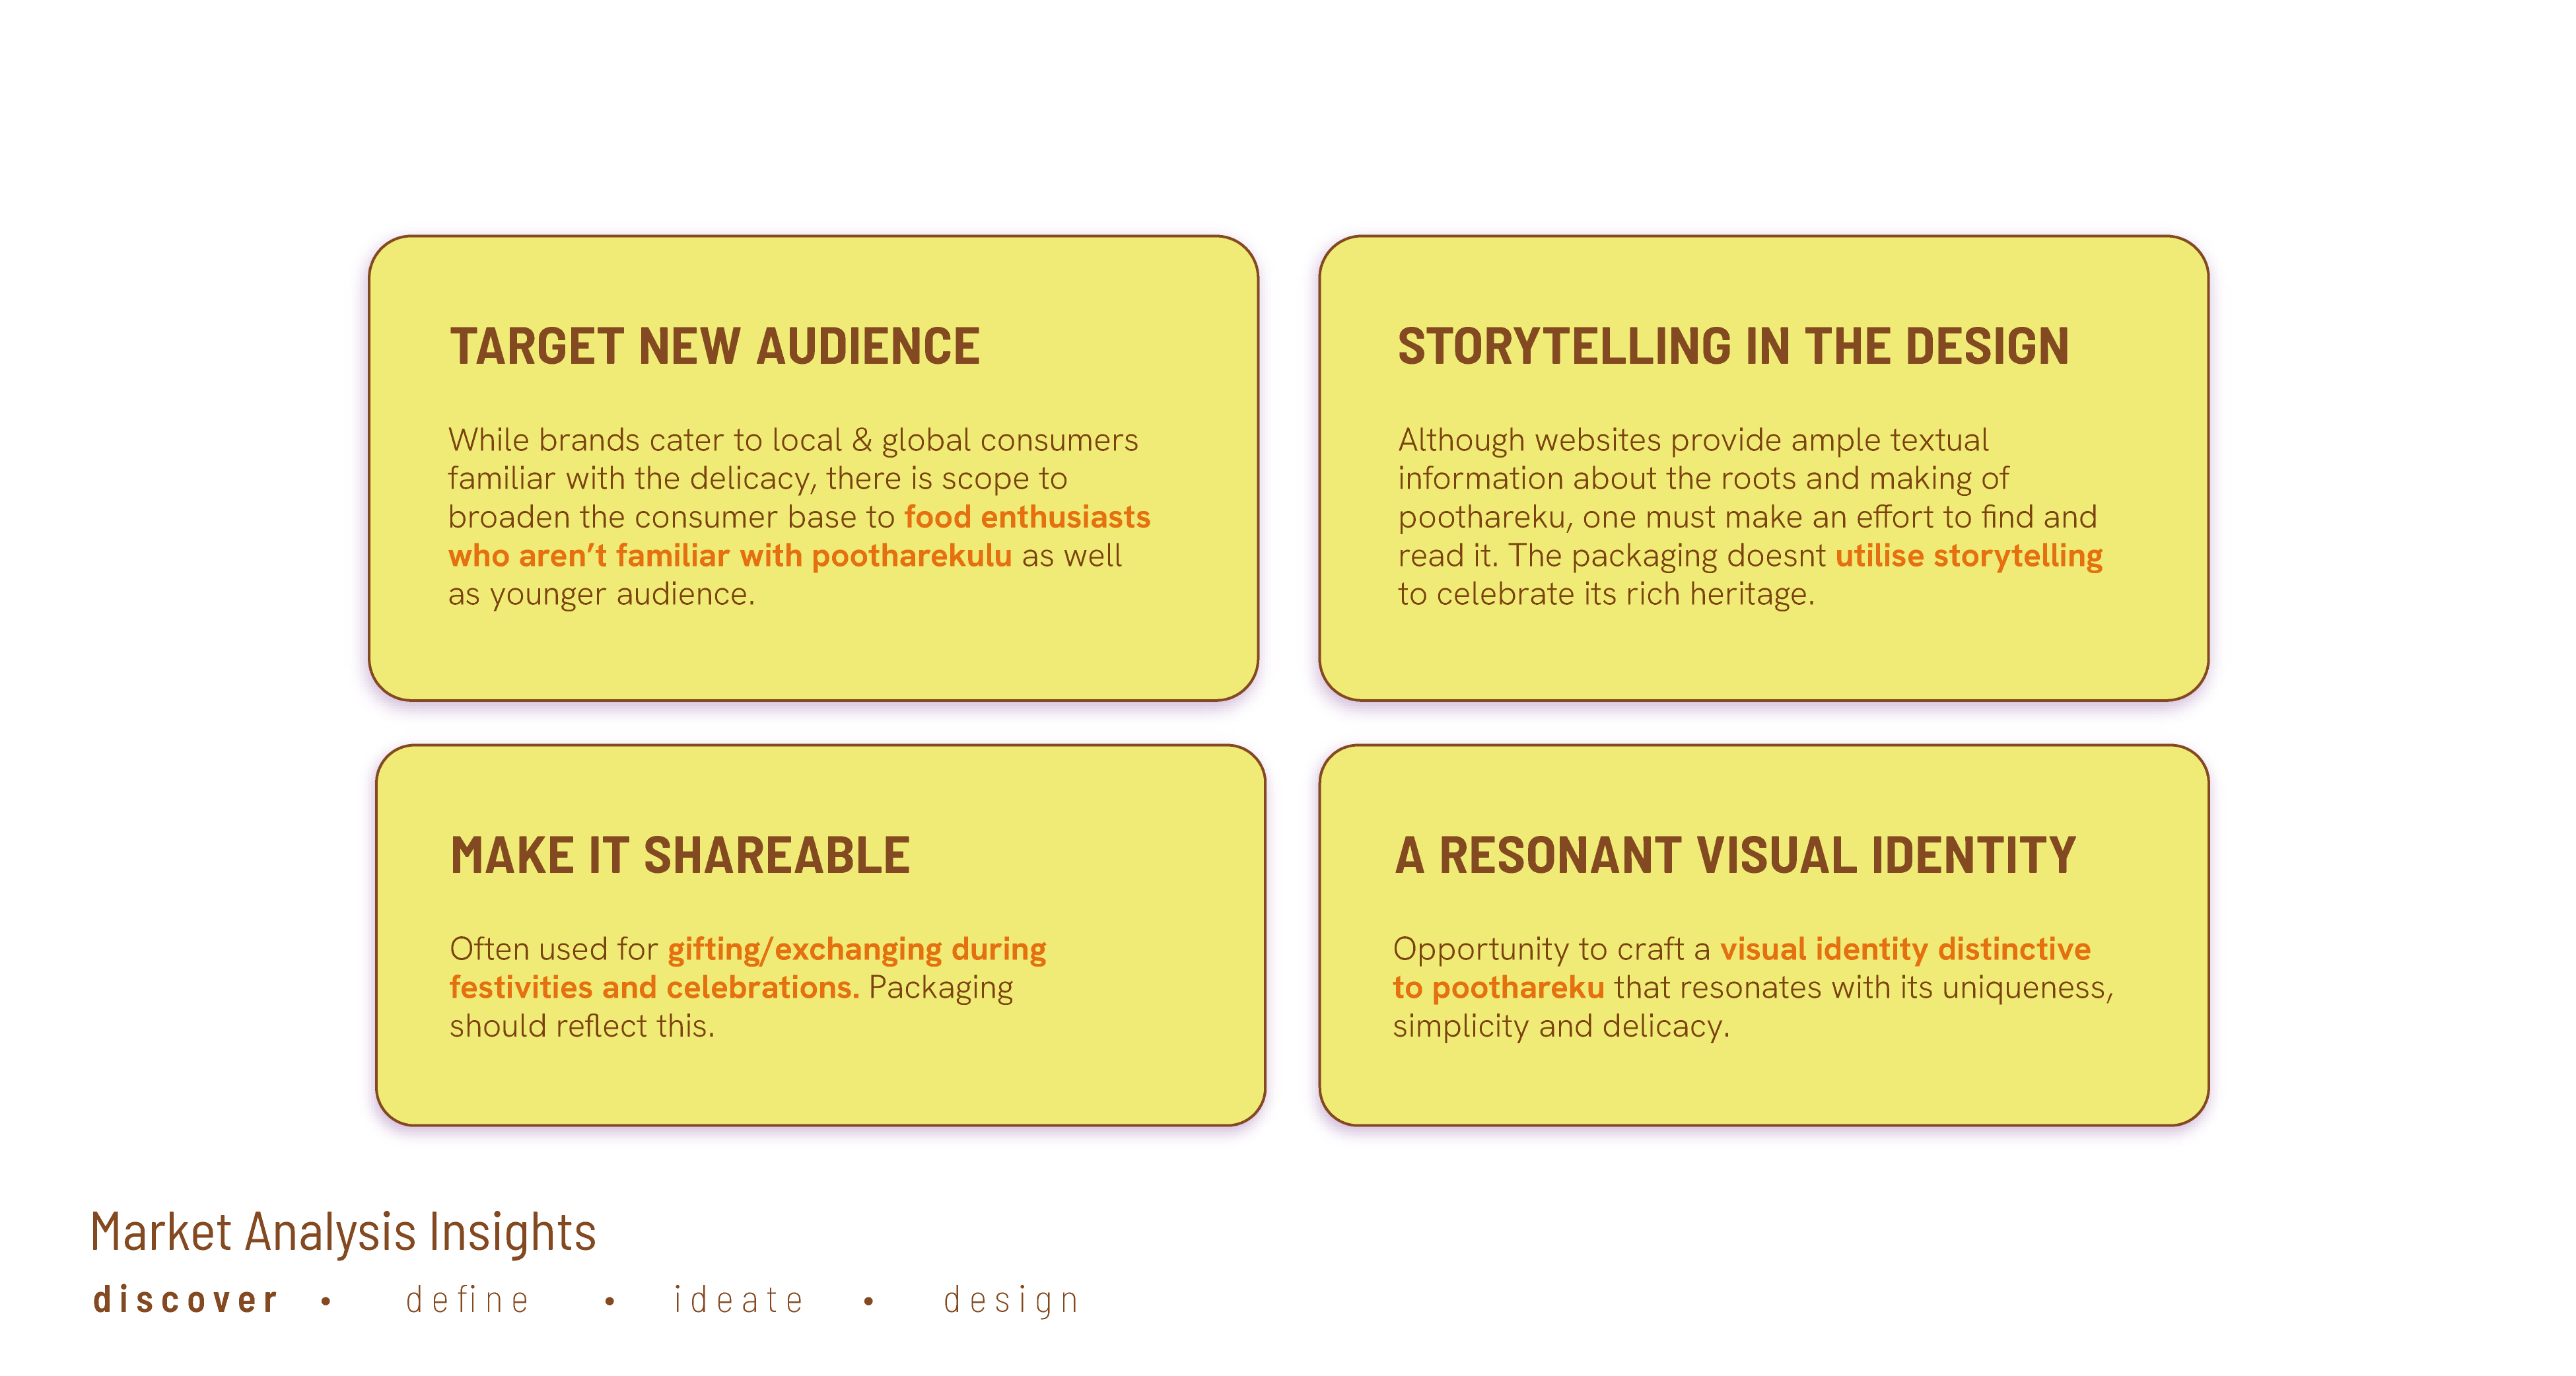 TARGET NEW AUDIENCE
While brands cater to local & global consumers
familiar with the delicacy, there is scope to
broaden the consumer base to food enthusiasts
who aren’t familiar with pootharekulu as well
as younger audience.
STORYTELLING IN THE DESIGN
Although websites provide ample textual
information about the roots and making of
poothareku, one must make an effort to find and
read it. The packaging doesnt utilise storytelling
to celebrate its rich heritage.
MAKE IT SHAREABLE
Often used for gifting/exchanging during
festivities and celebrations. Packaging
should reflect this.
A RESONANT VISUAL IDENTITY
Opportunity to craft a visual identity distinctive
to poothareku that resonates with its uniqueness,
simplicity and delicacy.
Market Analysis Insights
discover • define • ideate • design